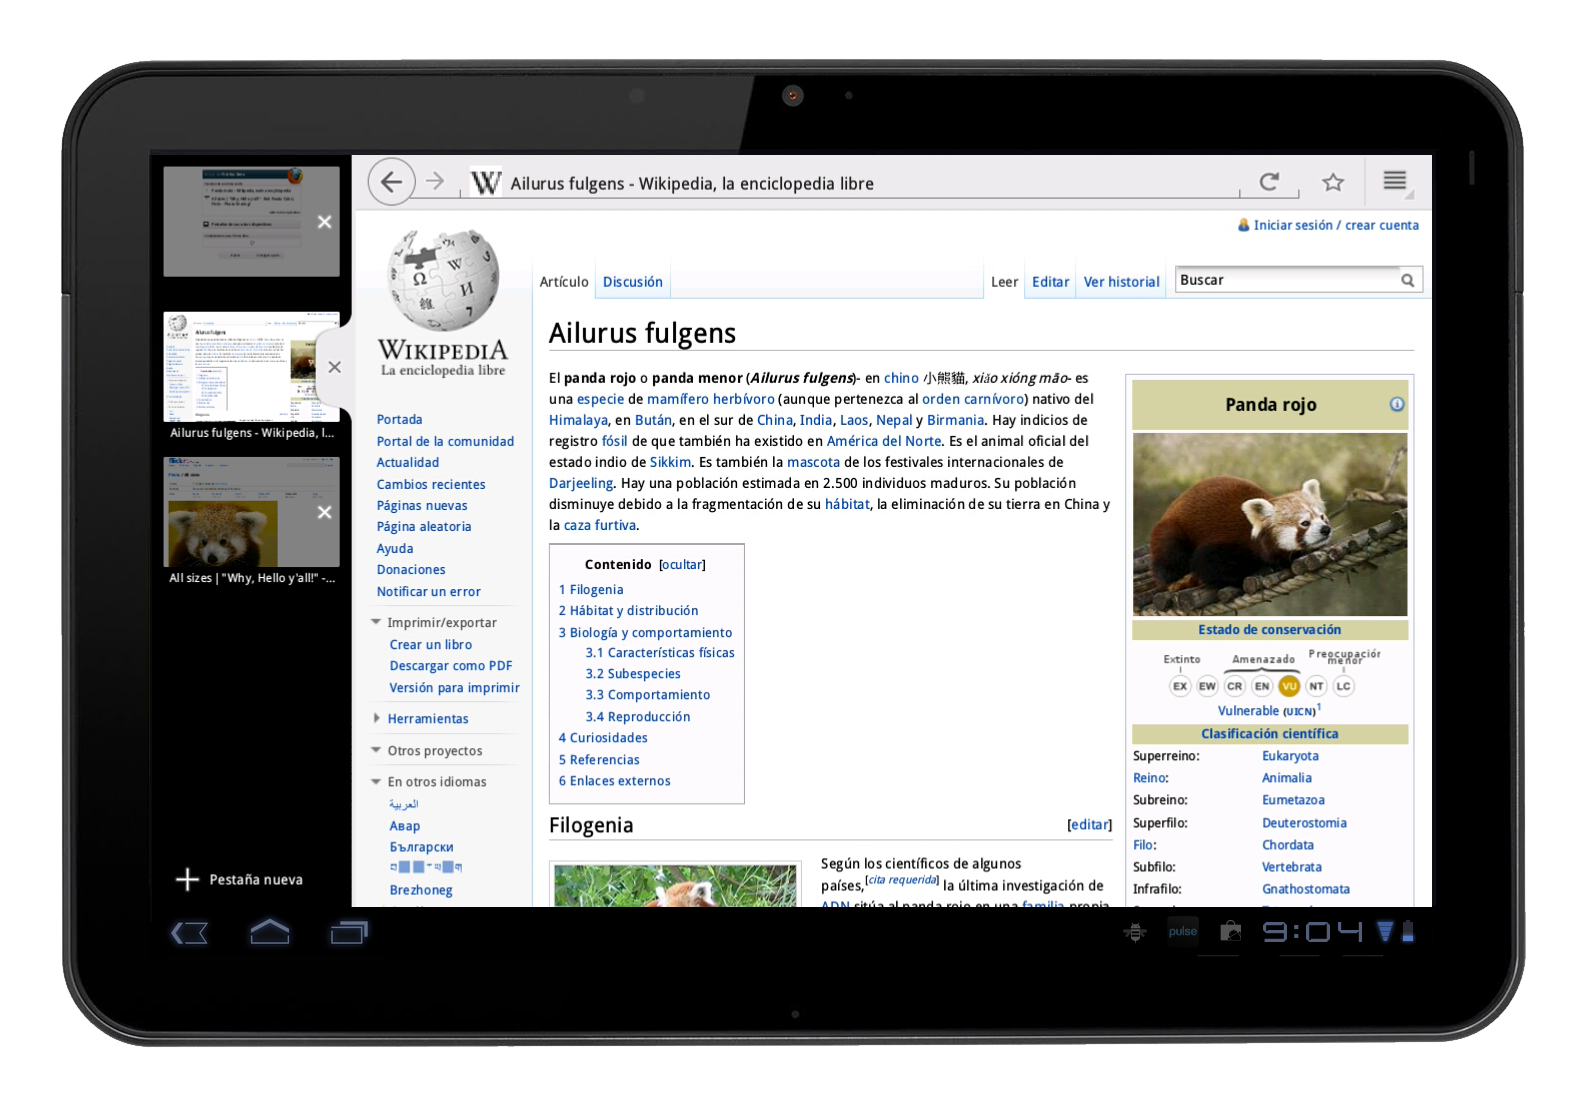 Ailurus fulgens - Wikipedia, la enciclopedia libre
Iniciar sesión / crear cuenta
Artículo
Discusión
Leer
Editar
Ver historial
Buscar
WIKIPEDIA
La enciclopedia libre
Portada
Portal de la comunidad
Actualidad
Cambios recientes
Páginas nuevas
Página aleatoria
Ayuda
Donaciones
Notificar un error
Imprimir/exportar
Crear un libro
Descargar como PDF
Versión para imprimir
Herramientas
Otros proyectos
En otros idiomas
العربية
Авар
Български
Brezhoneg
Ailurus fulgens
El panda rojo o panda menor (Ailurus fulgens)- en chino 小熊貓, xiǎo xióng māo- es
una especie de mamífero herbívoro (aunque pertenezca al orden carnívoro) nativo del
Himalaya, en Bután, en el sur de China, India, Laos, Nepal y Birmania. Hay indicios de
registro fósil de que también ha existido en América del Norte. Es el animal oficial del
estado indio de Sikkim. Es también la mascota de los festivales internacionales de
Darjeeling. Hay una población estimada en 2.500 individuos maduros. Su población
disminuye debido a la fragmentación de su hábitat, la eliminación de su tierra en China y
la caza furtiva.
Contenido [ocultar]
1 Filogenia
2 Hábitat y distribución
3 Biología y comportamiento
3.1 Características físicas
3.2 Subespecies
3.3 Comportamiento
3.4 Reproducción
4 Curiosidades
5 Referencias
6 Enlaces externos
Filogenia
[editar]
Según los científicos de algunos
países,[cita requerida] la última investigación de
ADN sitúa al panda rojo en una familia propia
Panda rojo
Estado de conservación
Extinto
Amenazado
Preocupación
menor
EX EW CR EN VU NT LC
Vulnerable (UICN)1
Clasificación científica
Superreino: Eukaryota
Reino: Animalia
Subreino: Eumetazoa
Superfilo: Deuterostomia
Filo: Chordata
Subfilo: Vertebrata
Infrafilo: Gnathostomata
Ailurus fulgens - Wikipedia, l...
All sizes | "Why, Hello y'all!" -...
Pestaña nueva
pulse
9:04